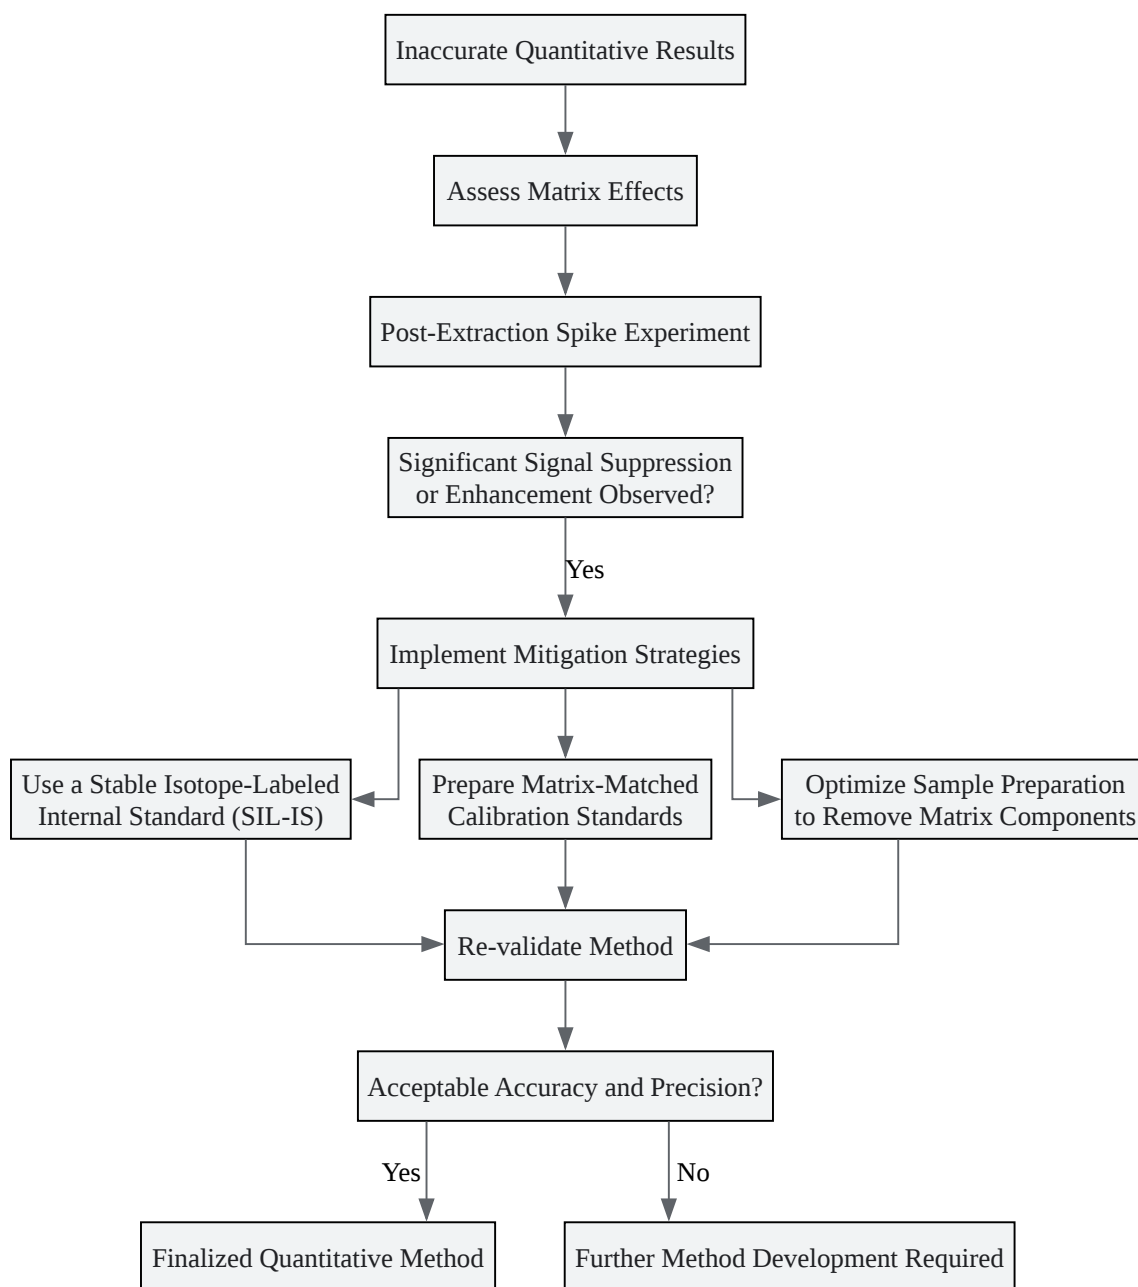 Inaccurate Quantitative Results
Assess Matrix Effects
Post-Extraction Spike Experiment
Significant Signal Suppression
or Enhancement Observed?
Yes
Implement Mitigation Strategies
Use a Stable Isotope-Labeled
Internal Standard (SIL-IS)
Prepare Matrix-Matched
Calibration Standards
Optimize Sample Preparation
to Remove Matrix Components
Re-validate Method
Acceptable Accuracy and Precision?
Yes
No
Finalized Quantitative Method
Further Method Development Required